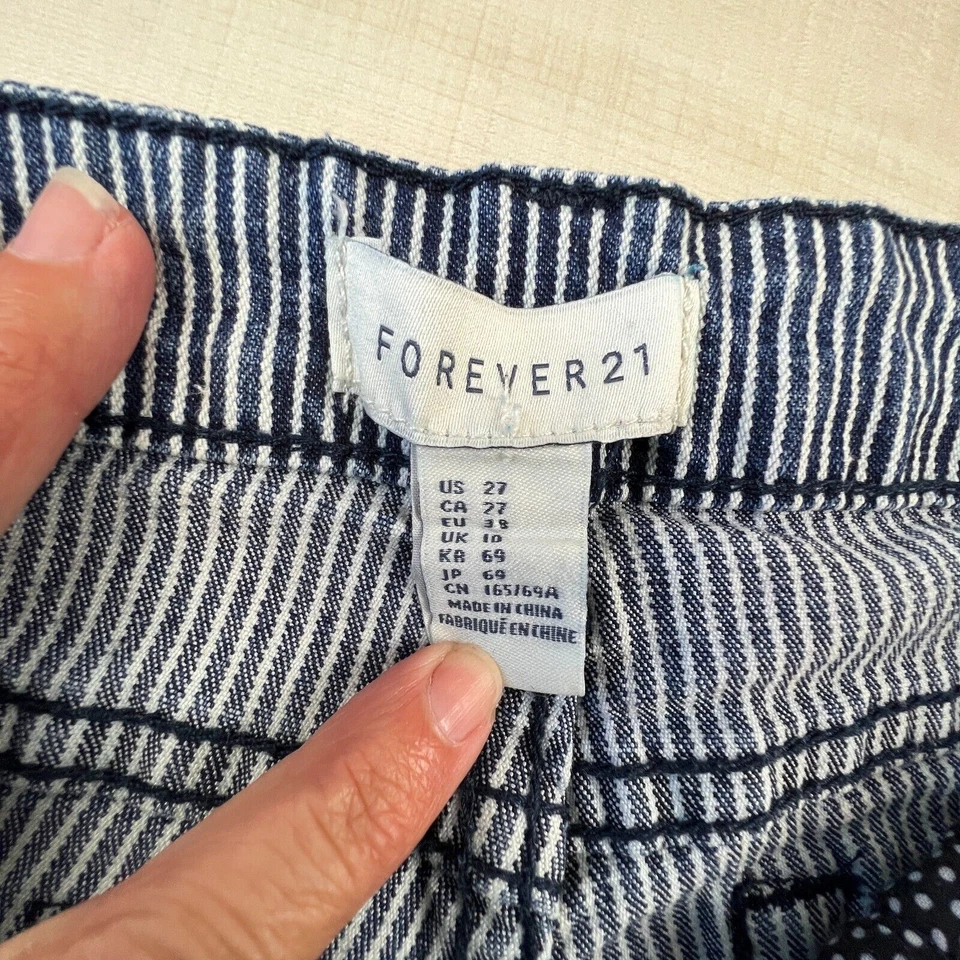 FOREVER21
US 27
CA 27
EU 38
UK 10
KR 69
JP 69
CN 165/69A
MADE IN CHINA
FABRIQUÉ EN CHINE